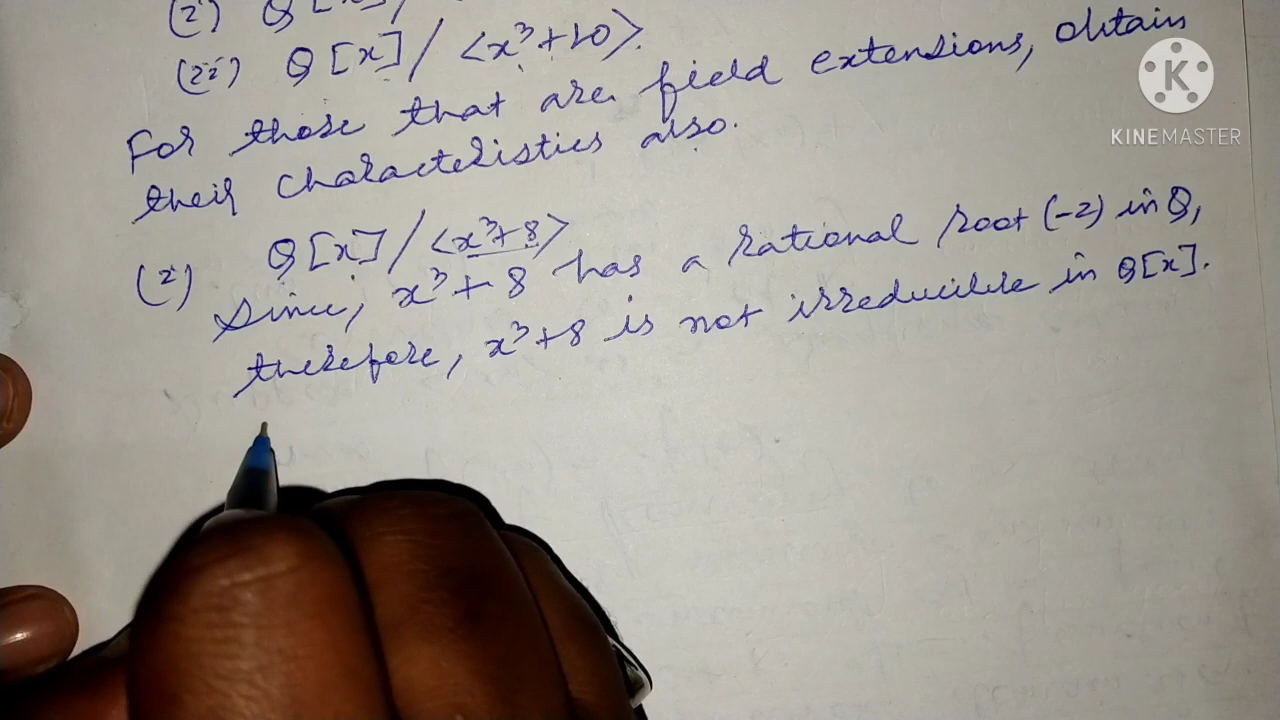 (i) Q[x]/
(ii) Q[x] / <x³+10>.
For those that are field extensions, obtain
their characteristics also.
(i) Q[x]/<x³+8>
Since, x³+8 has a rational root (-2) in Q,
therefore, x³+8 is not irreducible in Q[x].
K
KINEMASTER